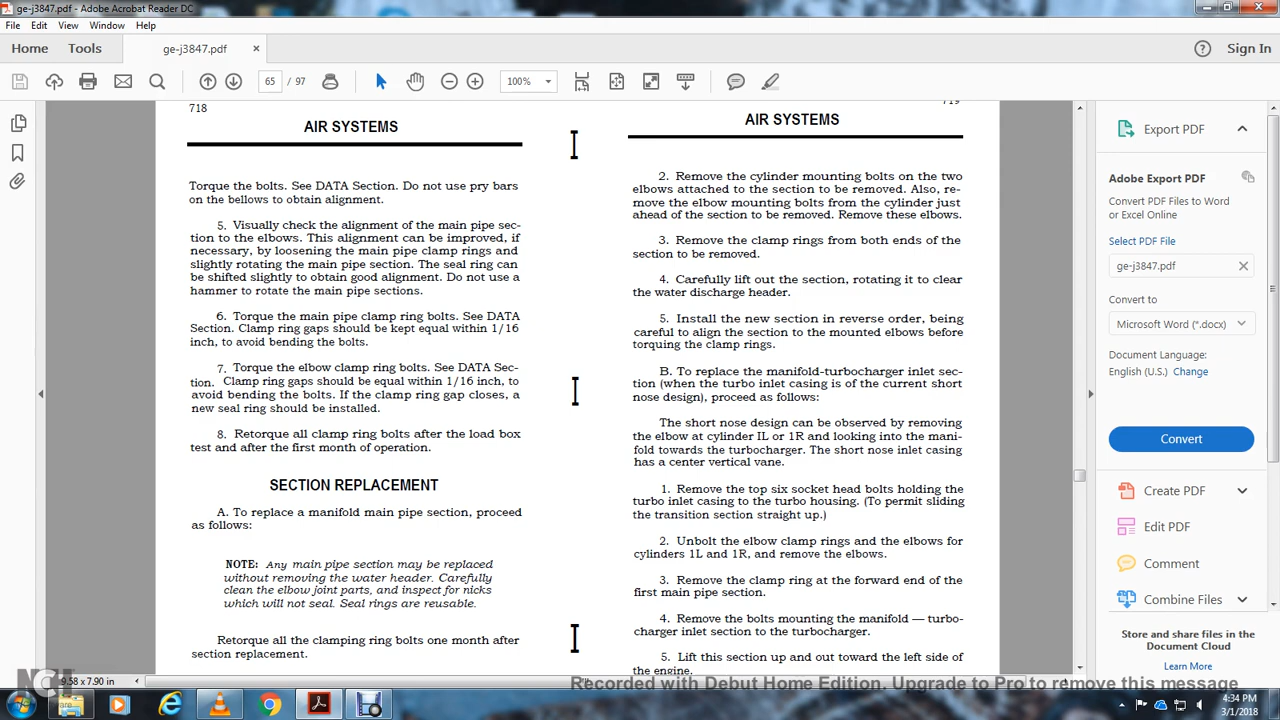 ge-j3847.pdf - Adobe Acrobat Reader DC
File Edit View Window Help
Home Tools ge-j3847.pdf × Sign In
65 / 97 100%
718
AIR SYSTEMS
Torque the bolts. See DATA Section. Do not use pry bars
on the bellows to obtain alignment.
5. Visually check the alignment of the main pipe sec-
tion to the elbows. This alignment can be improved, if
necessary, by loosening the main pipe clamp rings and
slightly rotating the main pipe section. The seal ring can
be shifted slightly to obtain good alignment. Do not use a
hammer to rotate the main pipe sections.
6. Torque the main pipe clamp ring bolts. See DATA
Section. Clamp ring gaps should be kept equal within 1/16
inch, to avoid bending the bolts.
7. Torque the elbow clamp ring bolts. See DATA Sec-
tion. Clamp ring gaps should be equal within 1/16 inch, to
avoid bending the bolts. If the clamp ring gap closes, a
new seal ring should be installed.
8. Retorque all clamp ring bolts after the load box
test and after the first month of operation.
SECTION REPLACEMENT
A. To replace a manifold main pipe section, proceed
as follows:
NOTE: Any main pipe section may be replaced
without removing the water header. Carefully
clean the elbow joint parts, and inspect for nicks
which will not seal. Seal rings are reusable.
Retorque all the clamping ring bolts one month after
section replacement.
719
AIR SYSTEMS
2. Remove the cylinder mounting bolts on the two
elbows attached to the section to be removed. Also, re-
move the elbow mounting bolts from the cylinder just
ahead of the section to be removed. Remove these elbows.
3. Remove the clamp rings from both ends of the
section to be removed.
4. Carefully lift out the section, rotating it to clear
the water discharge header.
5. Install the new section in reverse order, being
careful to align the section to the mounted elbows before
torquing the clamp rings.
B. To replace the manifold-turbocharger inlet sec-
tion (when the turbo inlet casing is of the current short
nose design), proceed as follows:
The short nose design can be observed by removing
the elbow at cylinder IL or 1R and looking into the mani-
fold towards the turbocharger. The short nose inlet casing
has a center vertical vane.
1. Remove the top six socket head bolts holding the
turbo inlet casing to the turbo housing. (To permit sliding
the transition section straight up.)
2. Unbolt the elbow clamp rings and the elbows for
cylinders 1L and 1R, and remove the elbows.
3. Remove the clamp ring at the forward end of the
first main pipe section.
4. Remove the bolts mounting the manifold — turbo-
charger inlet section to the turbocharger.
5. Lift this section up and out toward the left side of
the engine.
Export PDF
Adobe Export PDF
Convert PDF Files to Word
or Excel Online
Select PDF File
ge-j3847.pdf
Convert to
Microsoft Word (*.docx)
Document Language:
English (U.S.) Change
Convert
Create PDF
Edit PDF
Comment
Combine Files
Store and share files in the
Document Cloud
Learn More
9.58 x 7.90 in
Recorded with Debut Home Edition. Upgrade to Pro to remove this message
4:34 PM
3/1/2018